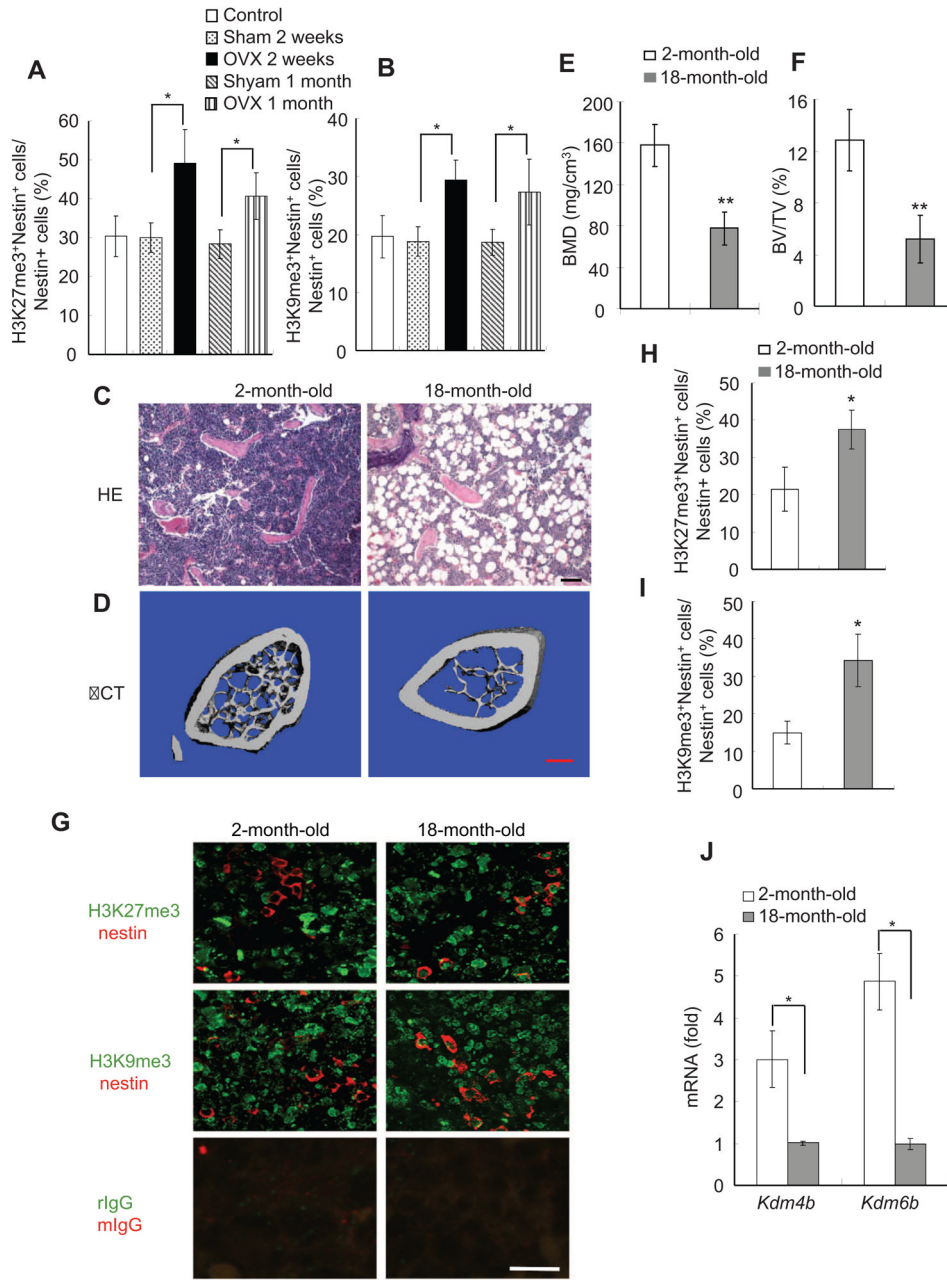 Control
Sham 2 weeks
OVX 2 weeks
Shyam 1 month
OVX 1 month
A
H3K27me3⁺Nestin⁺ cells/
Nestin+ cells (%)
60
50
40
30
20
10
0
*
*
B
H3K9me3⁺Nestin⁺ cells/
Nestin⁺ cells (%)
40
30
20
10
0
*
*
E
2-month-old
18-month-old
BMD (mg/cm³)
200
160
120
80
40
0
**
F
BV/TV (%)
16
12
8
4
0
**
C
2-month-old
18-month-old
HE
D
CT
H
2-month-old
18-month-old
H3K27me3⁺Nestin⁺ cells/
Nestin+ cells (%)
50
40
30
20
10
0
*
I
H3K9me3⁺Nestin⁺ cells/
Nestin⁺ cells (%)
45
30
15
0
*
G
2-month-old
18-month-old
H3K27me3
nestin
H3K9me3
nestin
rIgG
mIgG
J
2-month-old
18-month-old
mRNA (fold)
6
5
4
3
2
1
0
*
*
Kdm4b
Kdm6b